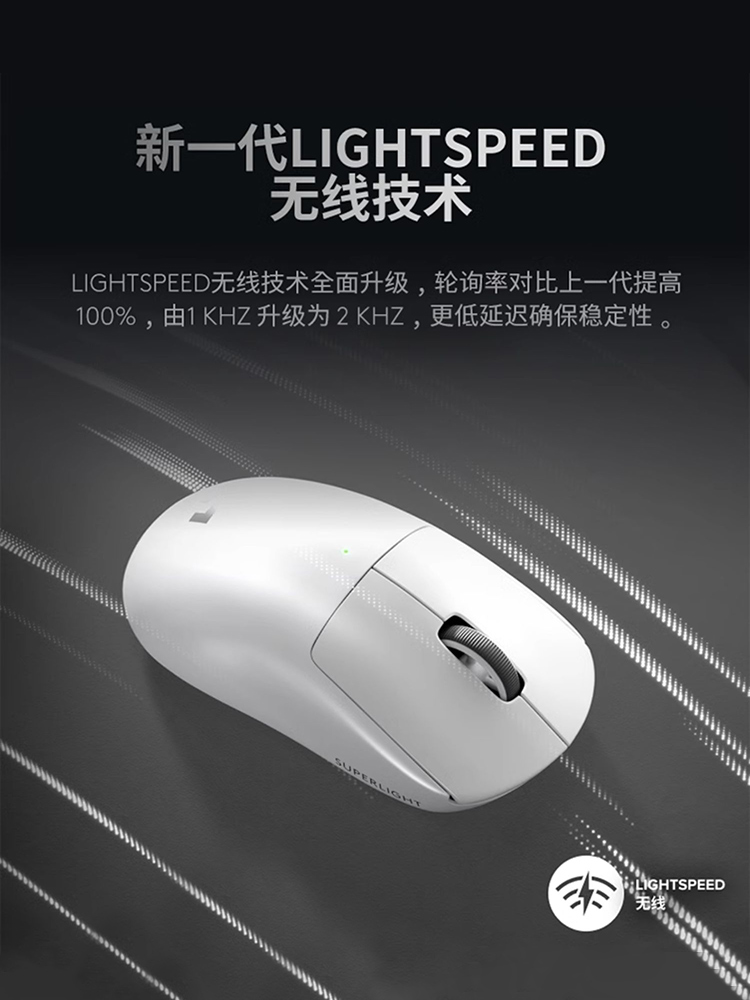 新一代LIGHTSPEED
无线技术
LIGHTSPEED无线技术全面升级，轮询率对比上一代提高
100%，由1 KHZ 升级为 2 KHZ，更低延迟确保稳定性。
SUPERLIGHT
LIGHTSPEED
无线